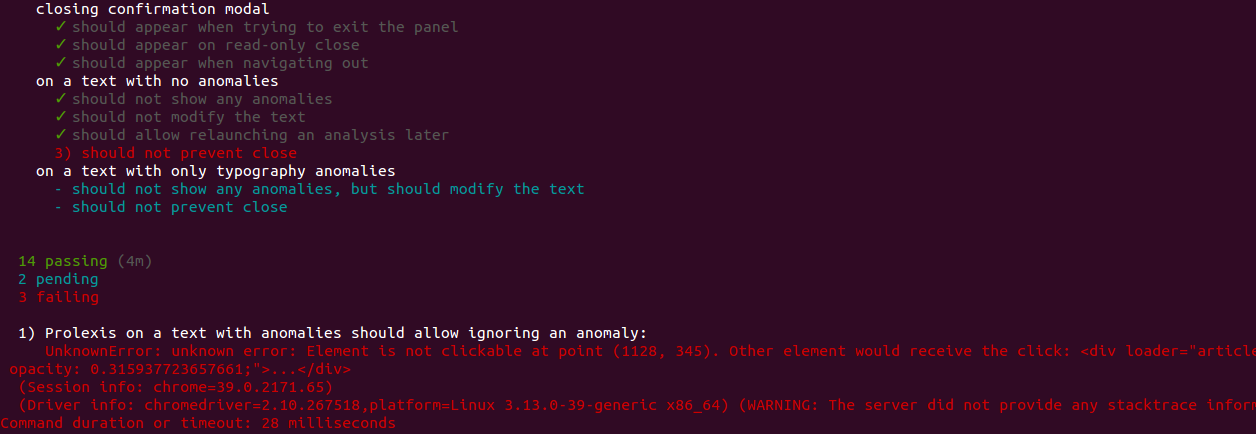 closing confirmation modal
✓ should appear when trying to exit the panel
✓ should appear on read-only close
✓ should appear when navigating out
on a text with no anomalies
✓ should not show any anomalies
✓ should not modify the text
✓ should allow relaunching an analysis later
3) should not prevent close
on a text with only typography anomalies
- should not show any anomalies, but should modify the text
- should not prevent close
14 passing (4m)
2 pending
3 failing
1) Prolexis on a text with anomalies should allow ignoring an anomaly:
UnknownError: unknown error: Element is not clickable at point (1128, 345). Other element would receive the click: <div loader="article
opacity: 0.315937723657661;">...</div>
(Session info: chrome=39.0.2171.65)
(Driver info: chromedriver=2.10.267518,platform=Linux 3.13.0-39-generic x86_64) (WARNING: The server did not provide any stacktrace infor
Command duration or timeout: 28 milliseconds